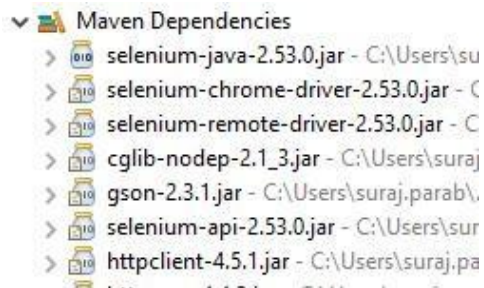 Maven Dependencies
selenium-java-2.53.0.jar - C:\Users\su
selenium-chrome-driver-2.53.0.jar - C
selenium-remote-driver-2.53.0.jar - C
cglib-nodep-2.1_3.jar - C:\Users\suraj
gson-2.3.1.jar - C:\Users\suraj.parab\.
selenium-api-2.53.0.jar - C:\Users\sur
httpclient-4.5.1.jar - C:\Users\suraj.pa